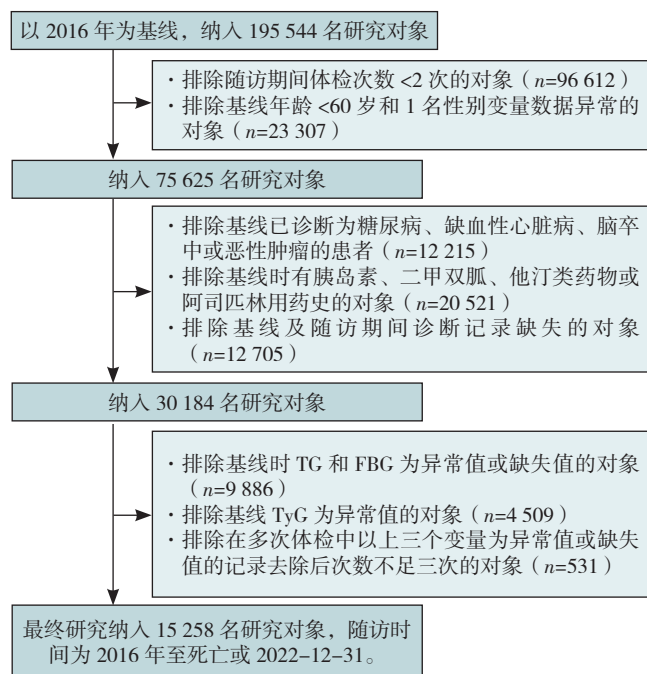 以 2016 年为基线，纳入 195 544 名研究对象
· 排除随访期间体检次数 <2 次的对象（n=96 612）
· 排除基线年龄 <60 岁和 1 名性别变量数据异常的
对象（n=23 307）
纳入 75 625 名研究对象
· 排除基线已诊断为糖尿病、缺血性心脏病、脑卒
中或恶性肿瘤的患者（n=12 215）
· 排除基线时有胰岛素、二甲双胍、他汀类药物或
阿司匹林用药史的对象（n=20 521）
· 排除基线及随访期间诊断记录缺失的对象
（n=12 705）
纳入 30 184 名研究对象
· 排除基线时 TG 和 FBG 为异常值或缺失值的对象
（n=9 886）
· 排除基线 TyG 为异常值的对象（n=4 509）
· 排除在多次体检中以上三个变量为异常值或缺失
值的记录去除后次数不足三次的对象（n=531）
最终研究纳入 15 258 名研究对象，随访时
间为 2016 年至死亡或 2022-12-31。